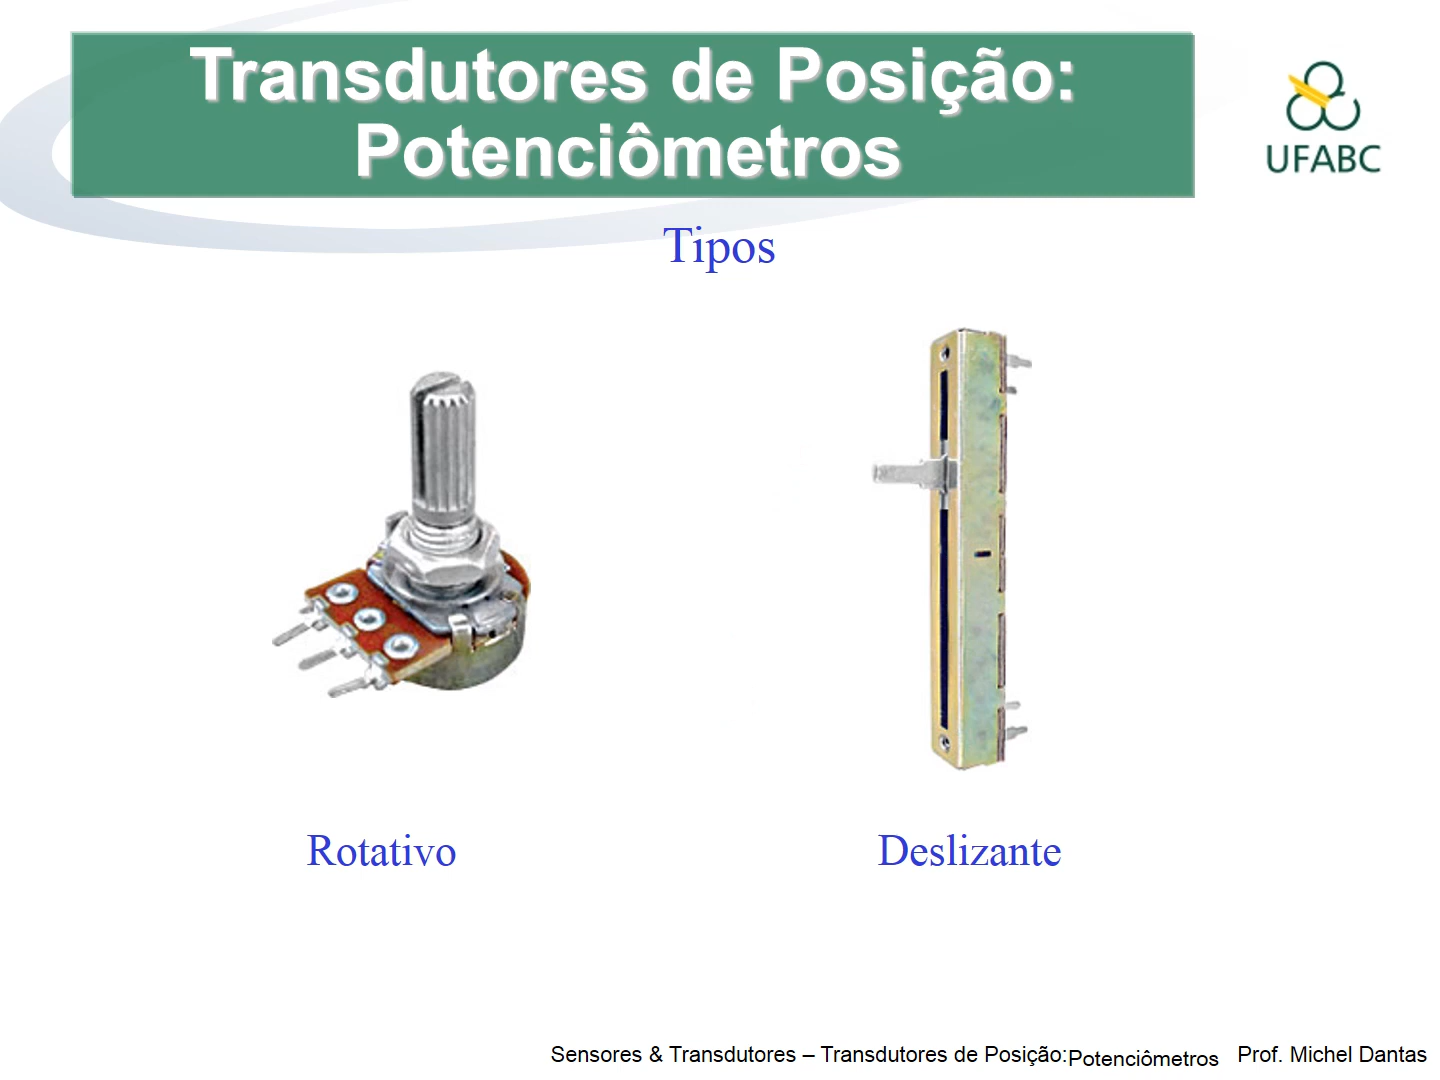 Transdutores de Posição:
Potenciômetros
UFABC
Tipos
Rotativo
Deslizante
Sensores & Transdutores – Transdutores de Posição:Potenciômetros Prof. Michel Dantas